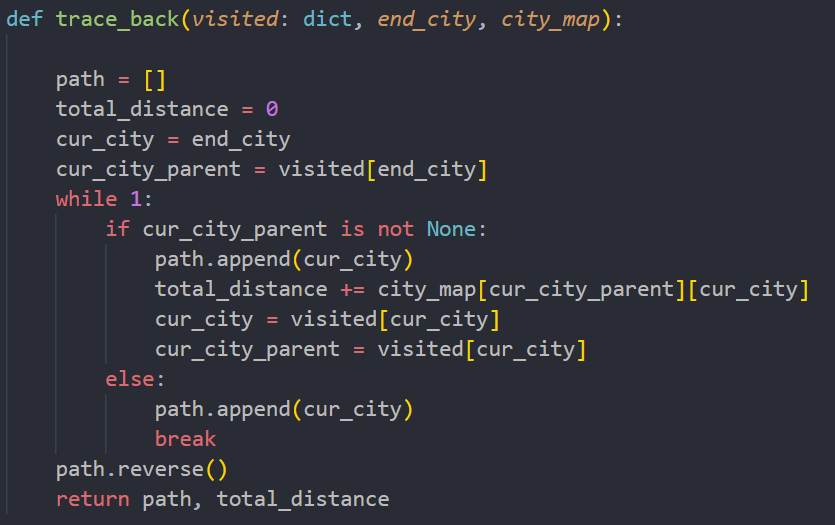 def trace_back(visited: dict, end_city, city_map):
    path = []
    total_distance = 0
    cur_city = end_city
    cur_city_parent = visited[end_city]
    while 1:
        if cur_city_parent is not None:
            path.append(cur_city)
            total_distance += city_map[cur_city_parent][cur_city]
            cur_city = visited[cur_city]
            cur_city_parent = visited[cur_city]
        else:
            path.append(cur_city)
            break
    path.reverse()
    return path, total_distance